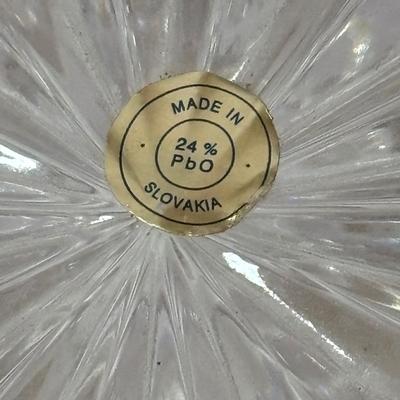 MADE IN
24 %
PbO
SLOVAKIA